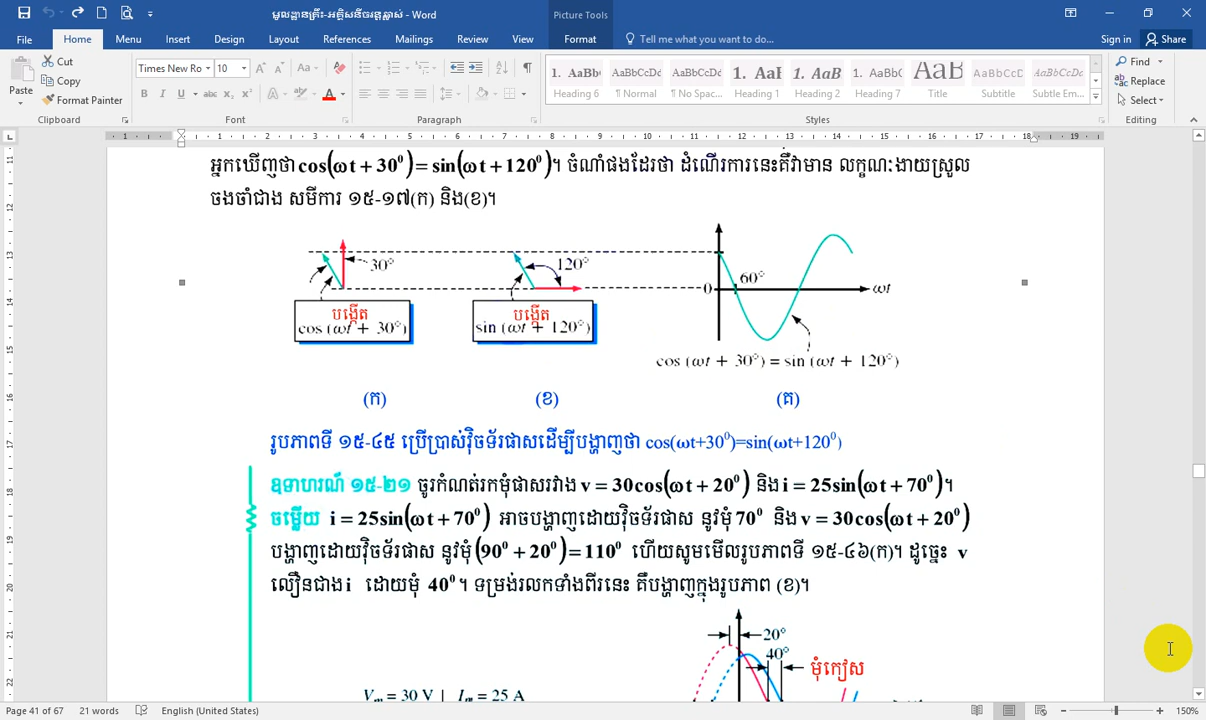 មូលដ្ឋានគ្រឹះ-អគ្គិសនីចរន្តឆ្លាស់ - Word
Picture Tools
File Home Menu Insert Design Layout References Mailings Review View Format Tell me what you want to do... Sign in Share
Paste
Cut
Copy
Format Painter
Times New Ro 10
1. AaBb( AaBbCcDd AaBbCcDd 1. AaBl 1. AaBb 1. AaBbC AaB AaBbCcD AaBbCcDd
Heading 6 ¶ Normal ¶ No Spac... Heading 1 Heading 2 Heading 7 Title Subtitle Subtle Em...
Find
Replace
Select
Clipboard Font Paragraph Styles Editing
អ្នកឃើញថា cos(ωt + 30⁰) = sin(ωt + 120⁰)។ ចំណាំផងដែរថា ដំណើរការនេះគឺវាមាន លក្ខណៈងាយស្រួល
ចងចាំជាង សមីការ ១៥-១៧(ក) និង(ខ)។
30°
120°
60°
0
ωt
បង្កើត
cos (ωt + 30°)
បង្កើត
sin (ωt + 120°)
cos (ωt + 30°) = sin (ωt + 120°)
(ក) (ខ) (គ)
រូបភាពទី ១៥-៤៥ ប្រើប្រាស់វ៉ិចទ័រផាសដើម្បីបង្ហាញថា cos(ωt+30⁰)=sin(ωt+120⁰)
ឧទាហរណ៍ ១៥-២១ ចូរកំណត់រកមុំផាសរវាង v = 30cos(ωt + 20⁰) និង i = 25sin(ωt + 70⁰)។
ចម្លើយ i = 25sin(ωt + 70⁰) អាចបង្ហាញដោយវ៉ិចទ័រផាស នូវមុំ 70⁰ និង v = 30cos(ωt + 20⁰)
បង្ហាញដោយវ៉ិចទ័រផាស នូវមុំ (90⁰ + 20⁰) = 110⁰ ហើយសូមមើលរូបភាពទី ១៥-៤៦(ក)។ ដូច្នេះ v
លឿនជាង i ដោយមុំ 40⁰។ ទម្រង់រលកទាំងពីរនេះ គឺបង្ហាញក្នុងរូបភាព (ខ)។
20°
40°
មុំកៀស
Vm = 30 V Im = 25 A
Page 41 of 67 21 words English (United States) 150%